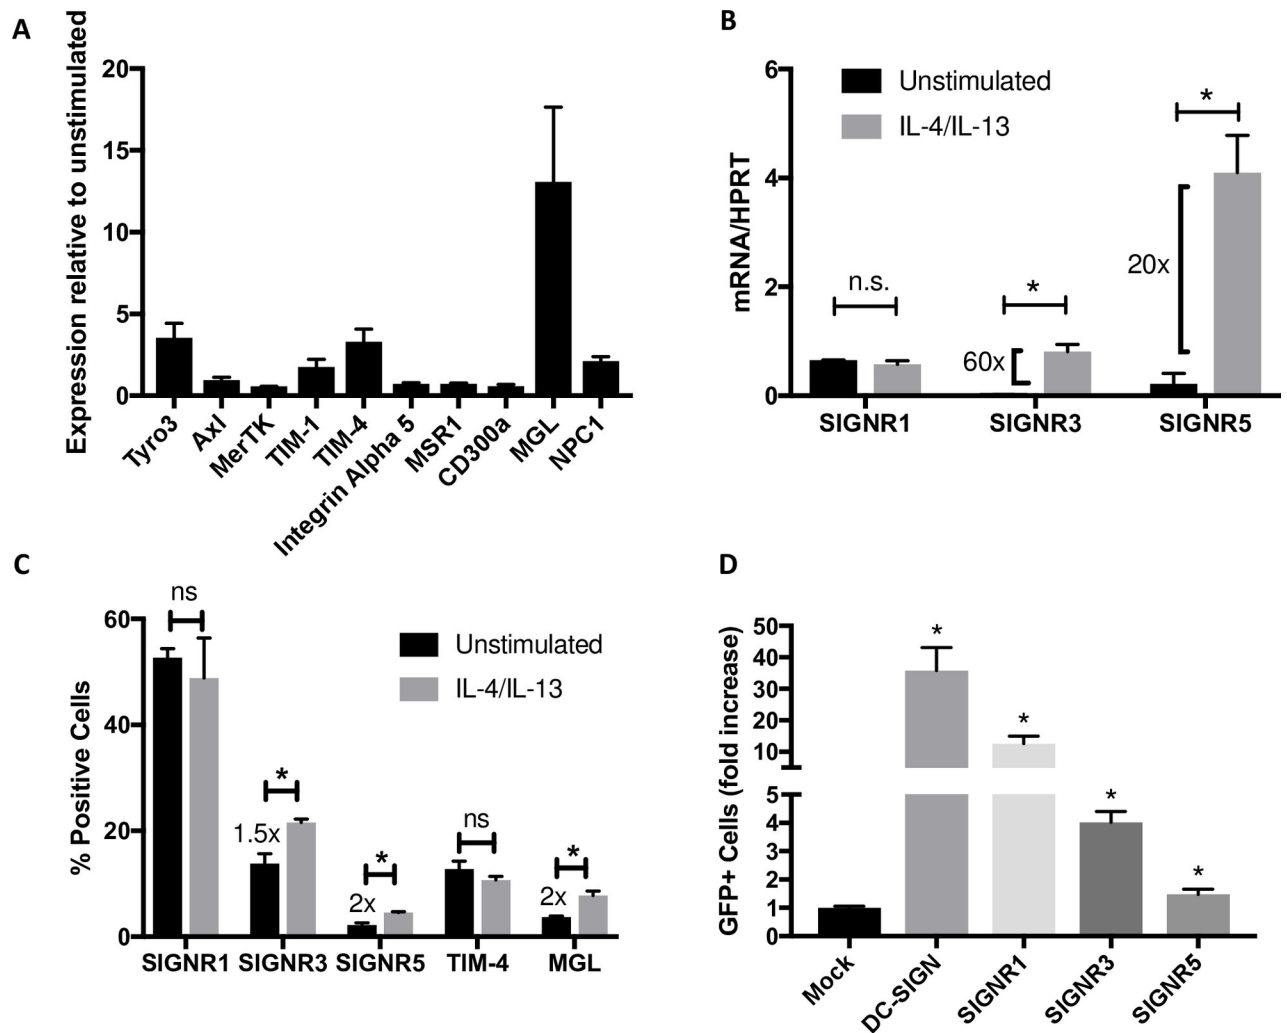 A
Expression relative to unstimulated
20
15
10
5
0
Tyro3
Axl
MerTK
TIM-1
TIM-4
Integrin Alpha 5
MSR1
CD300a
MGL
NPC1
B
mRNA/HPRT
6
4
2
0
Unstimulated
IL-4/IL-13
n.s.
*
60x
*
20x
SIGNR1
SIGNR3
SIGNR5
C
% Positive Cells
60
40
20
0
Unstimulated
IL-4/IL-13
ns
*
1.5x
*
2x
ns
*
2x
SIGNR1
SIGNR3
SIGNR5
TIM-4
MGL
D
GFP+ Cells (fold increase)
50
40
30
20
10
5
4
3
2
1
0
*
*
*
*
Mock
DC-SIGN
SIGNR1
SIGNR3
SIGNR5